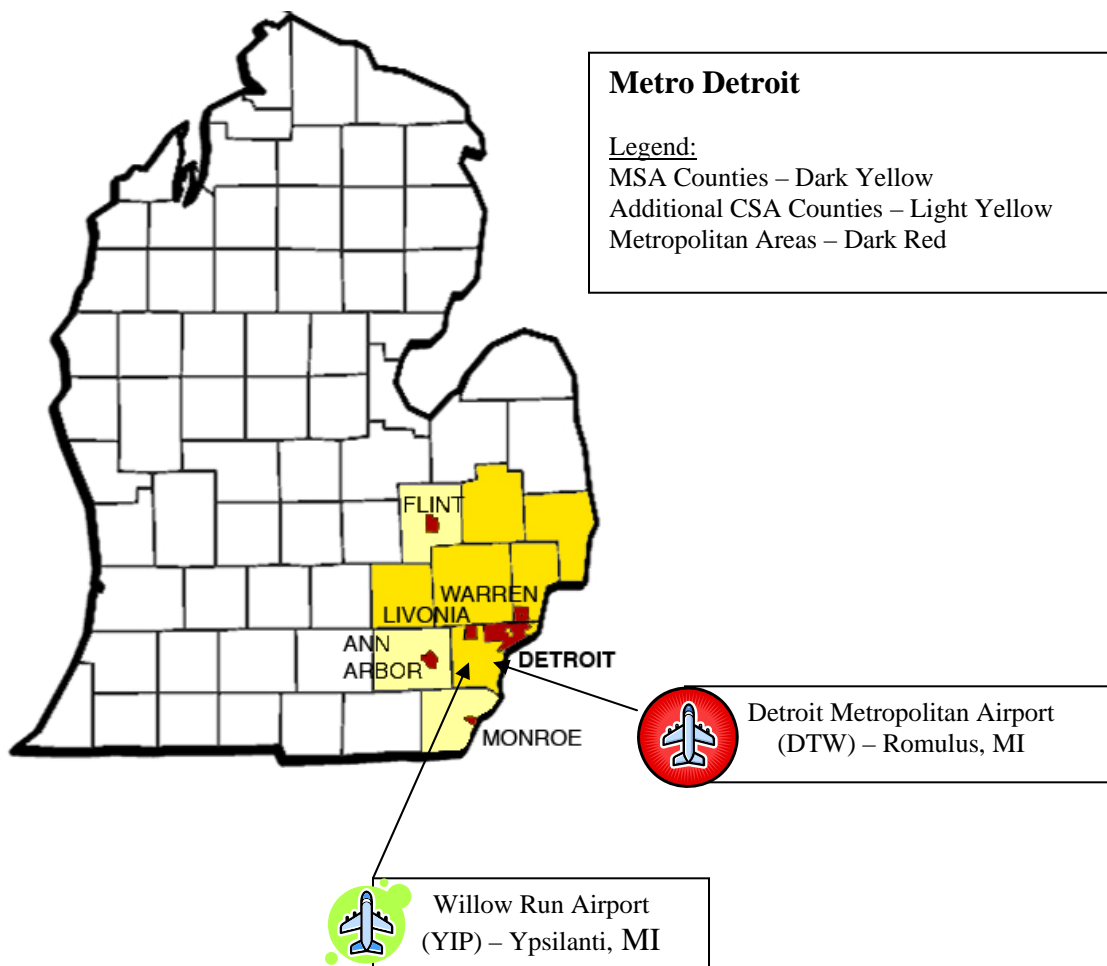 Metro Detroit
Legend:
MSA Counties – Dark Yellow
Additional CSA Counties – Light Yellow
Metropolitan Areas – Dark Red
FLINT
WARREN
LIVONIA
ANN
ARBOR
DETROIT
MONROE
Detroit Metropolitan Airport
(DTW) – Romulus, MI
Willow Run Airport
(YIP) – Ypsilanti, MI